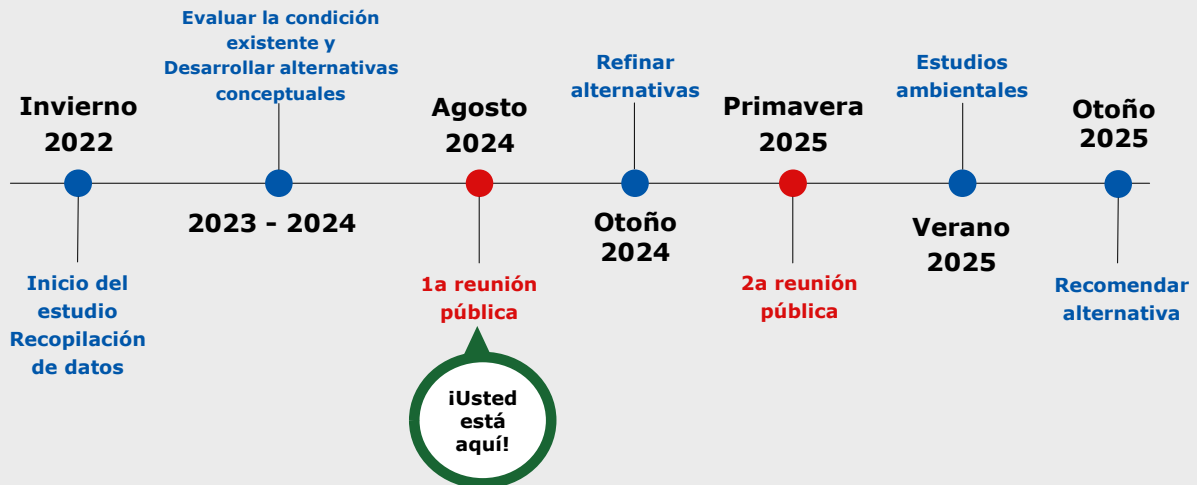 Invierno
2022
Inicio del
estudio
Recopilación
de datos
Evaluar la condición
existente y
Desarrollar alternativas
conceptuales
2023 - 2024
Agosto
2024
1a reunión
pública
¡Usted
está
aquí!
Refinar
alternativas
Otoño
2024
Primavera
2025
2a reunión
pública
Estudios
ambientales
Verano
2025
Otoño
2025
Recomendar
alternativa